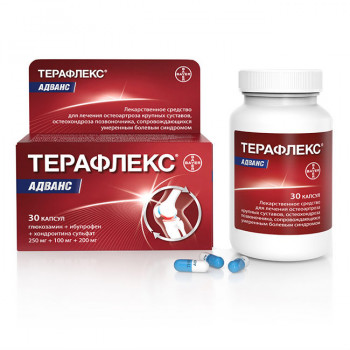 ТЕРАФЛЕКС®
АДВАНС
Лекарственное средство
для лечения остеоартроза крупных суставов,
остеохондроза позвоночника, сопровождающихся
умеренным болевым синдромом
BAYER
ТЕРАФЛЕКС®
АДВАНС
BAYER
30 КАПСУЛ
глюкозамин + ибупрофен
+ хондроитина сульфат
250 мг + 100 мг + 200 мг
ТЕРАФЛЕКС®
АДВАНС
BAYER
30 КАПСУЛ
Лекарственное средство
для лечения остеоартроза
крупных суставов, остеохондроза
позвоночника, сопровождающихся
умеренным болевым синдромом